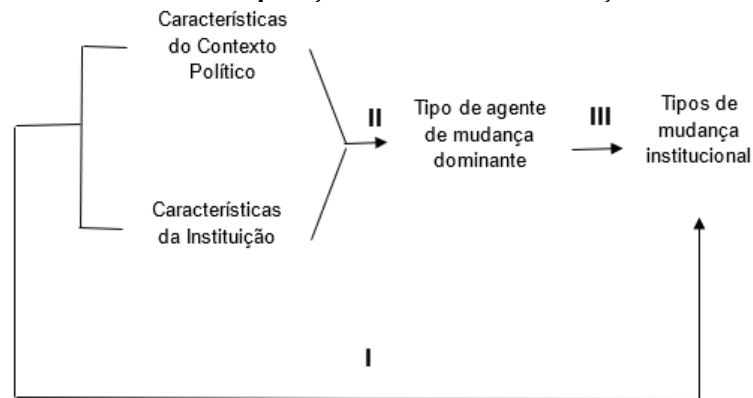 Características
do Contexto
Político
II
Tipo de agente
de mudança
dominante
III
Tipos de
mudança
institucional
Características
da Instituição
I